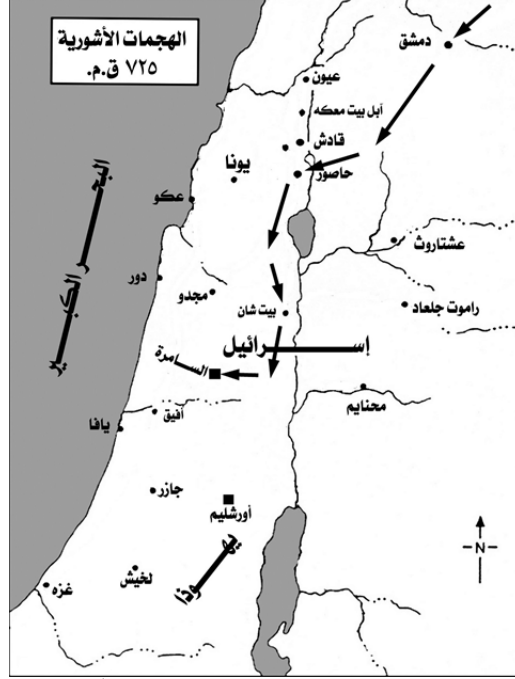 الهجمات الأشورية
٧٢٥ ق.م.
دمشق
عيون
أبل بيت معكه
قادش
يونا
حاصور
عكو
البحر الكبير
عشتاروث
دور
مجدو
راموت جلعاد
بيت شان
إسرائيل
السامرة
محنايم
أفيق
يافا
جازر
أورشليم
يهوذا
لخيش
غزه
N